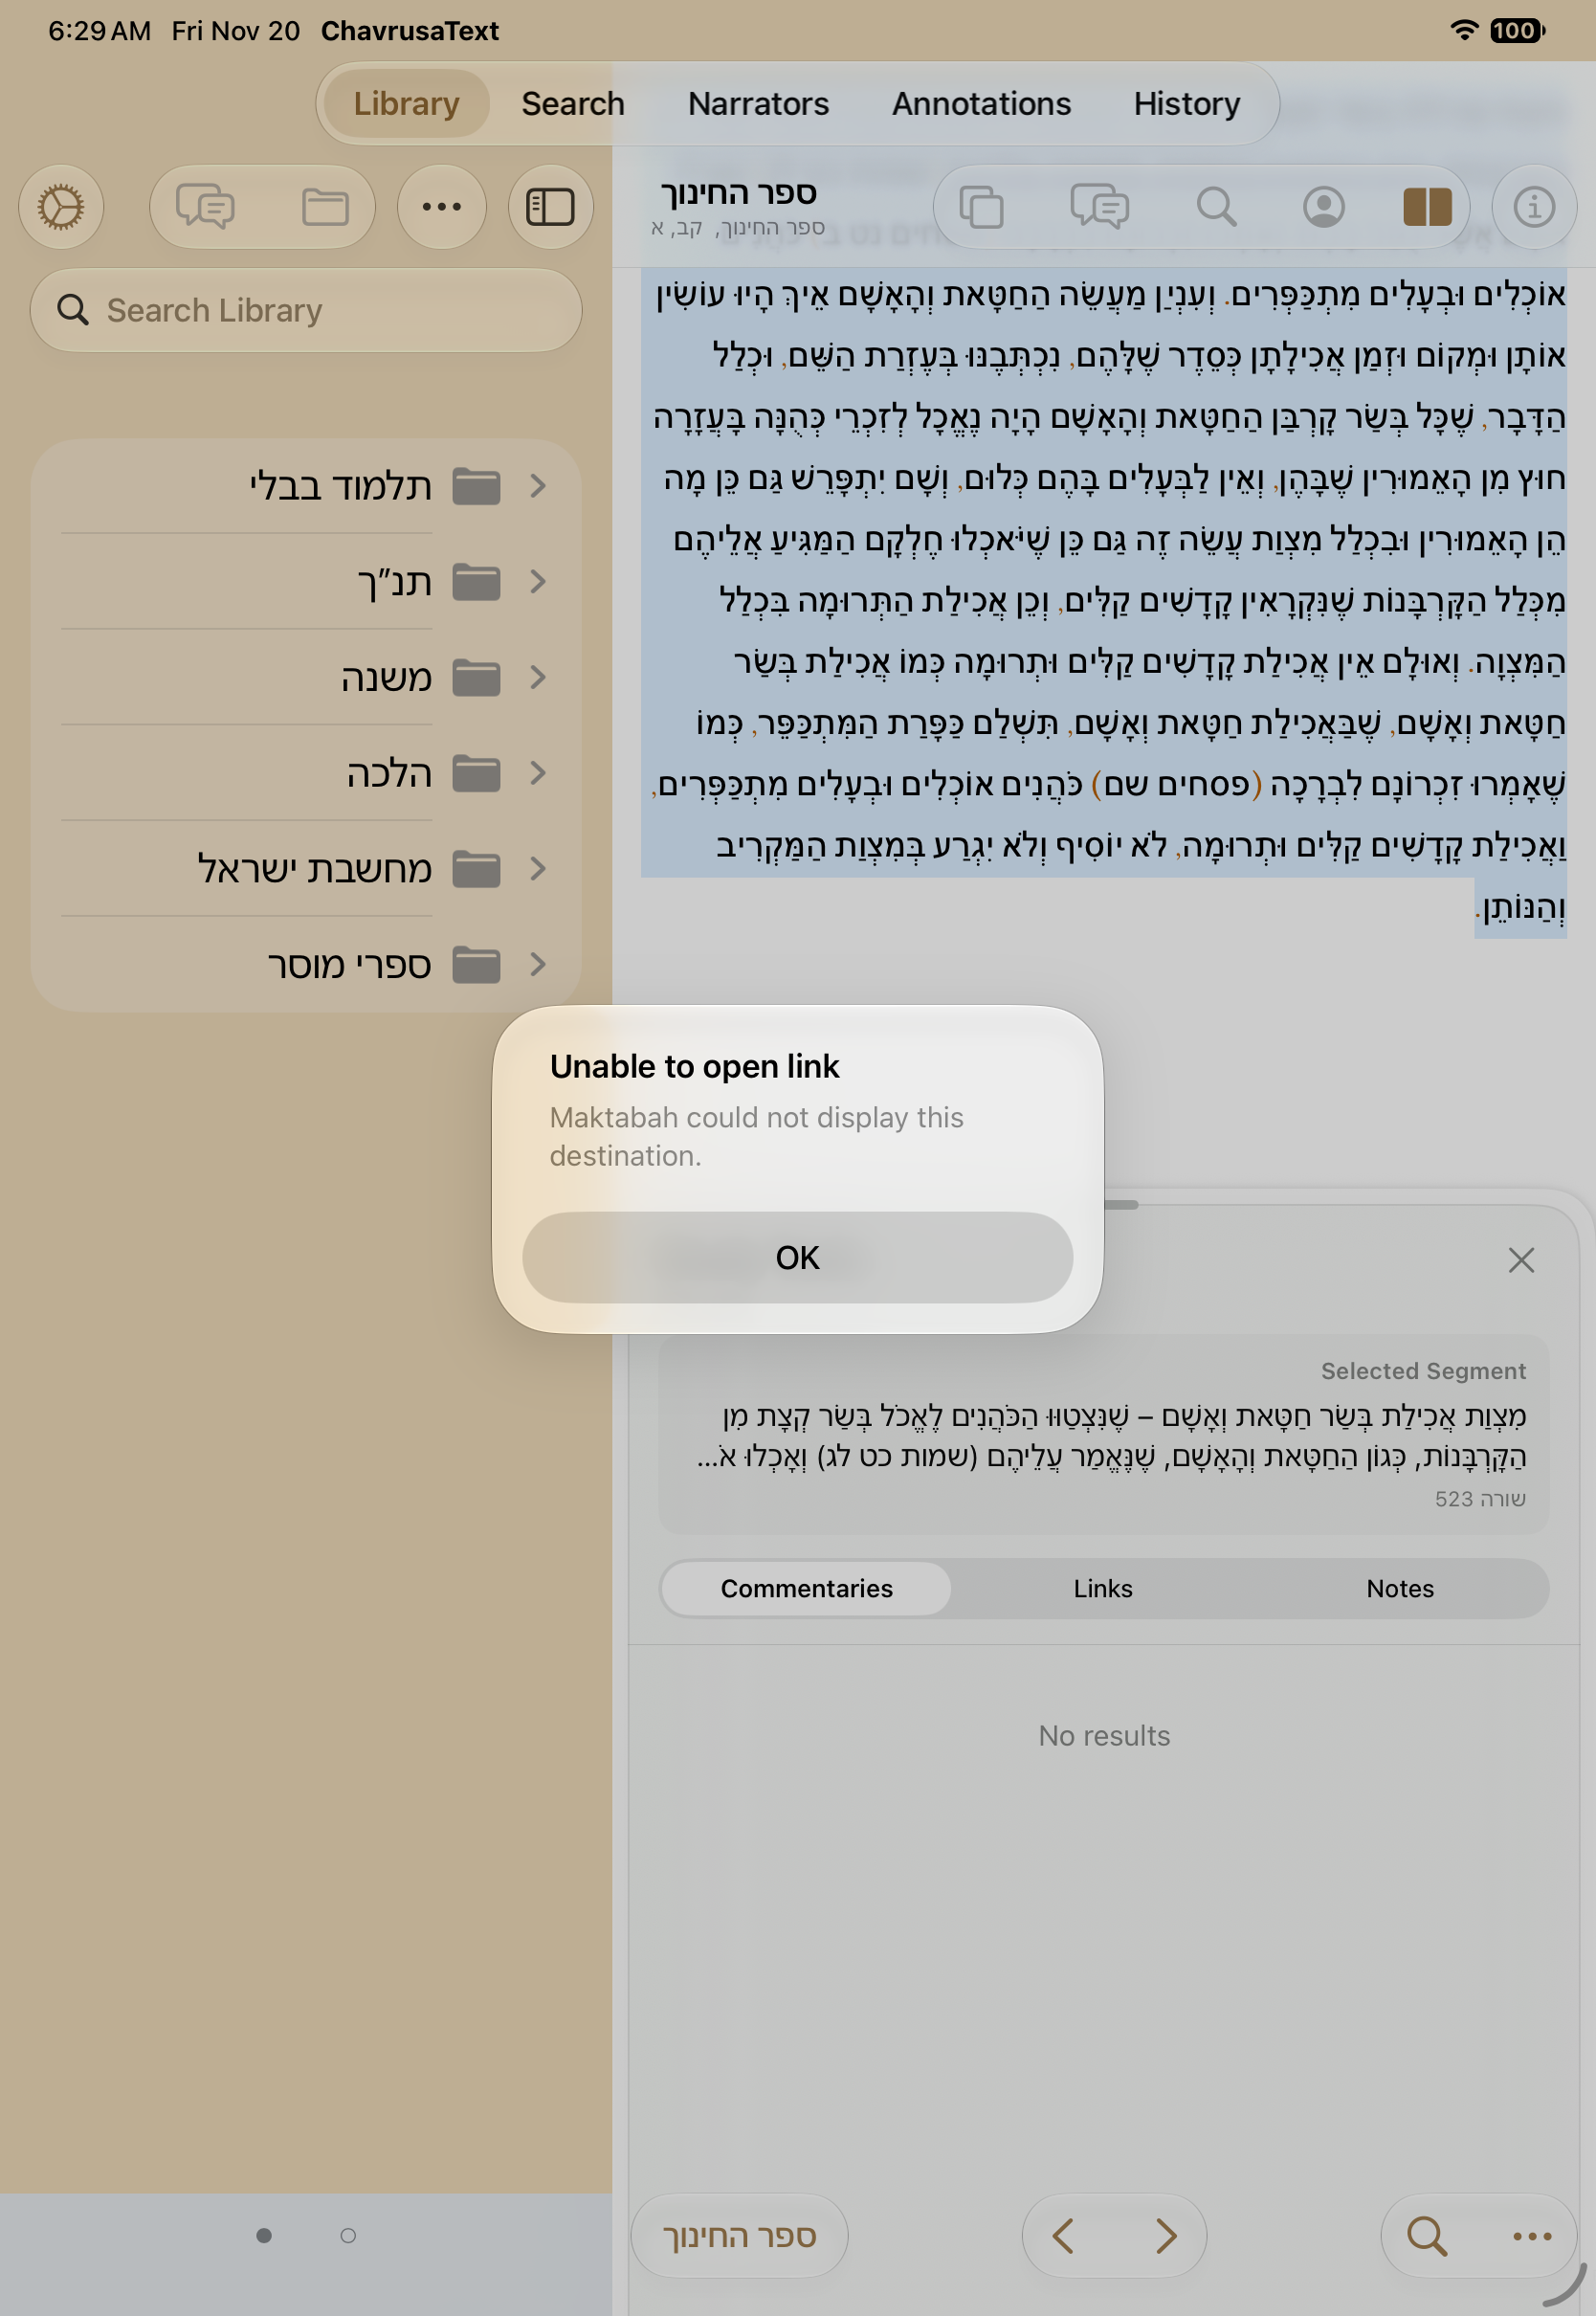 6:29 AM Fri Nov 20 ChavrusaText
100
Library Search Narrators Annotations History
ספר החינוך
ספר החינוך, קב, א
Search Library
תלמוד בבלי
תנ״ך
משנה
הלכה
מחשבת ישראל
ספרי מוסר
אוֹכְלִים וּבְעָלִים מִתְכַּפְּרִים. וְעִנְיַן מַעֲשֵׂה הַחַטָּאת וְהָאָשָׁם אֵיךְ הָיוּ עוֹשִׂין
אוֹתָן וּמְקוֹם וּזְמַן אֲכִילָתָן כְּסֵדֶר שֶׁלָּהֶם, נִכְתְּבֶנּוּ בְּעֶזְרַת הַשֵּׁם, וּכְלַל
הַדָּבָר, שֶׁכָּל בְּשַׂר קָרְבַּן הַחַטָּאת וְהָאָשָׁם הָיָה נֶאֱכָל לְזִכְרֵי כְּהֻנָּה בָּעֲזָרָה
חוּץ מִן הָאֵמוּרִין שֶׁבָּהֶן, וְאֵין לַבְּעָלִים בָּהֶם כְּלוּם, וְשָׁם יִתְפָּרֵשׁ גַּם כֵּן מָה
הֵן הָאֵמוּרִין וּבִכְלַל מִצְוַת עֲשֵׂה זֶה גַּם כֵּן שֶׁיֹּאכְלוּ חֶלְקָם הַמַּגִּיעַ אֲלֵיהֶם
מִכְּלַל הַקָּרְבָּנוֹת שֶׁנִּקְרָאִין קָדָשִׁים קַלִּים, וְכֵן אֲכִילַת הַתְּרוּמָה בִּכְלַל
הַמִּצְוָה. וְאוּלָם אֵין אֲכִילַת קָדָשִׁים קַלִּים וּתְרוּמָה כְּמוֹ אֲכִילַת בְּשַׂר
חַטָּאת וְאָשָׁם, שֶׁבַּאֲכִילַת חַטָּאת וְאָשָׁם, תִּשְׁלַם כַּפָּרַת הַמִּתְכַּפֵּר, כְּמוֹ
שֶׁאָמְרוּ זִכְרוֹנָם לִבְרָכָה (פסחים שם) כֹּהֲנִים אוֹכְלִים וּבְעָלִים מִתְכַּפְּרִים,
וַאֲכִילַת קָדָשִׁים קַלִּים וּתְרוּמָה, לֹא יוֹסִיף וְלֹא יִגְרַע בְּמִצְוַת הַמַּקְרִיב
וְהַנּוֹתֵן.
Unable to open link
Maktabah could not display this
destination.
OK
Selected Segment
מִצְוַת אֲכִילַת בְּשַׂר חַטָּאת וְאָשָׁם – שֶׁנִּצְטַוּוּ הַכֹּהֲנִים לֶאֱכֹל בְּשַׂר קְצָת מִן
הַקָּרְבָּנוֹת, כְּגוֹן הַחַטָּאת וְהָאָשָׁם, שֶׁנֶּאֱמַר עֲלֵיהֶם (שמות כט לג) וְאָכְלוּ אֹ...
שורה 523
Commentaries Links Notes
No results
ספר החינוך